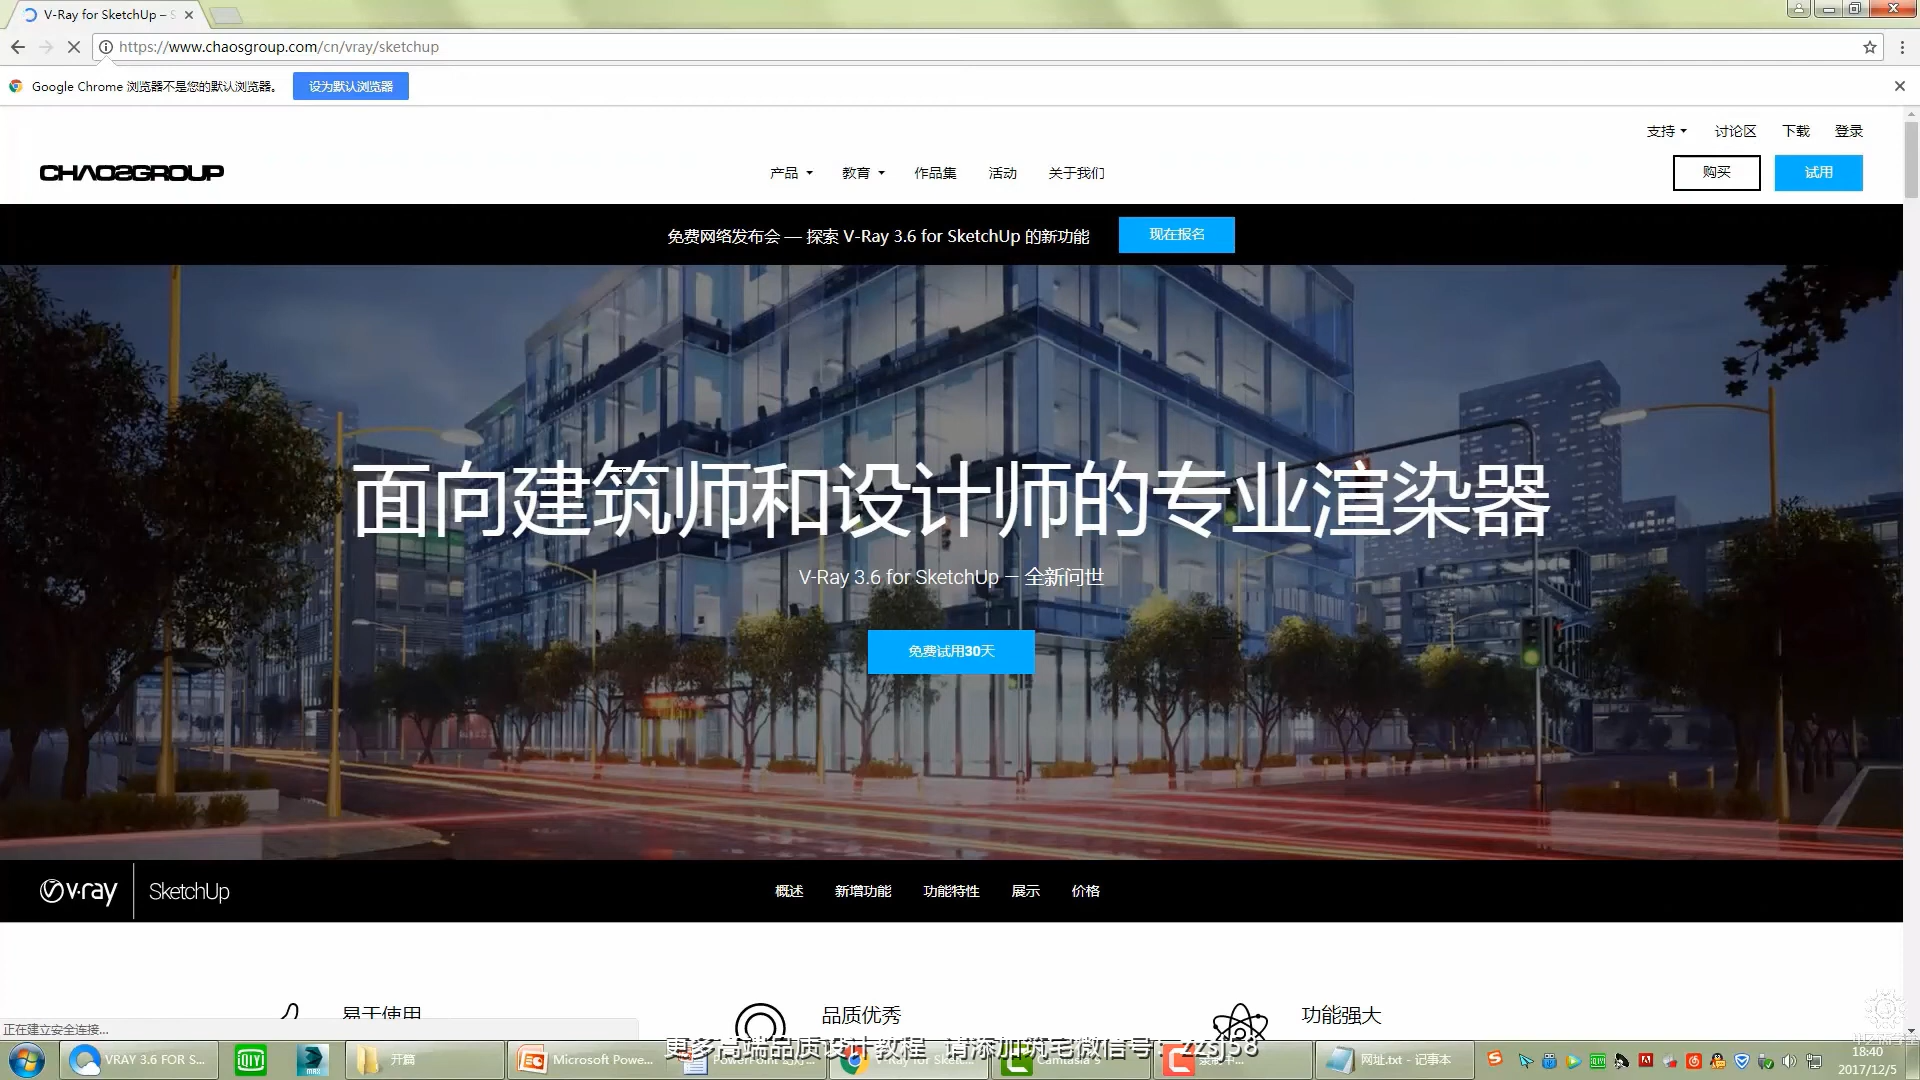 V-Ray for SketchUp – S
https://www.chaosgroup.com/cn/vray/sketchup
Google Chrome 浏览器不是您的默认浏览器。 设为默认浏览器
支持 讨论区 下载 登录
CHAOSGROUP 产品 教育 作品集 活动 关于我们 购买 试用
免费网络发布会 — 探索 V-Ray 3.6 for SketchUp 的新功能 现在报名
面向建筑师和设计师的专业渲染器
V-Ray 3.6 for SketchUp — 全新问世
免费试用30天
v·ray SketchUp 概述 新增功能 功能特性 展示 价格
易于使用 品质优秀 功能强大
正在建立安全连接...
更多高端品质设计教程 请添加筑宅微信号：zzsj58
VRAY 3.6 FOR S... QIYI MAX 开篇 Microsoft Powe... 网址.txt - 记事本
18:40
2017/12/5